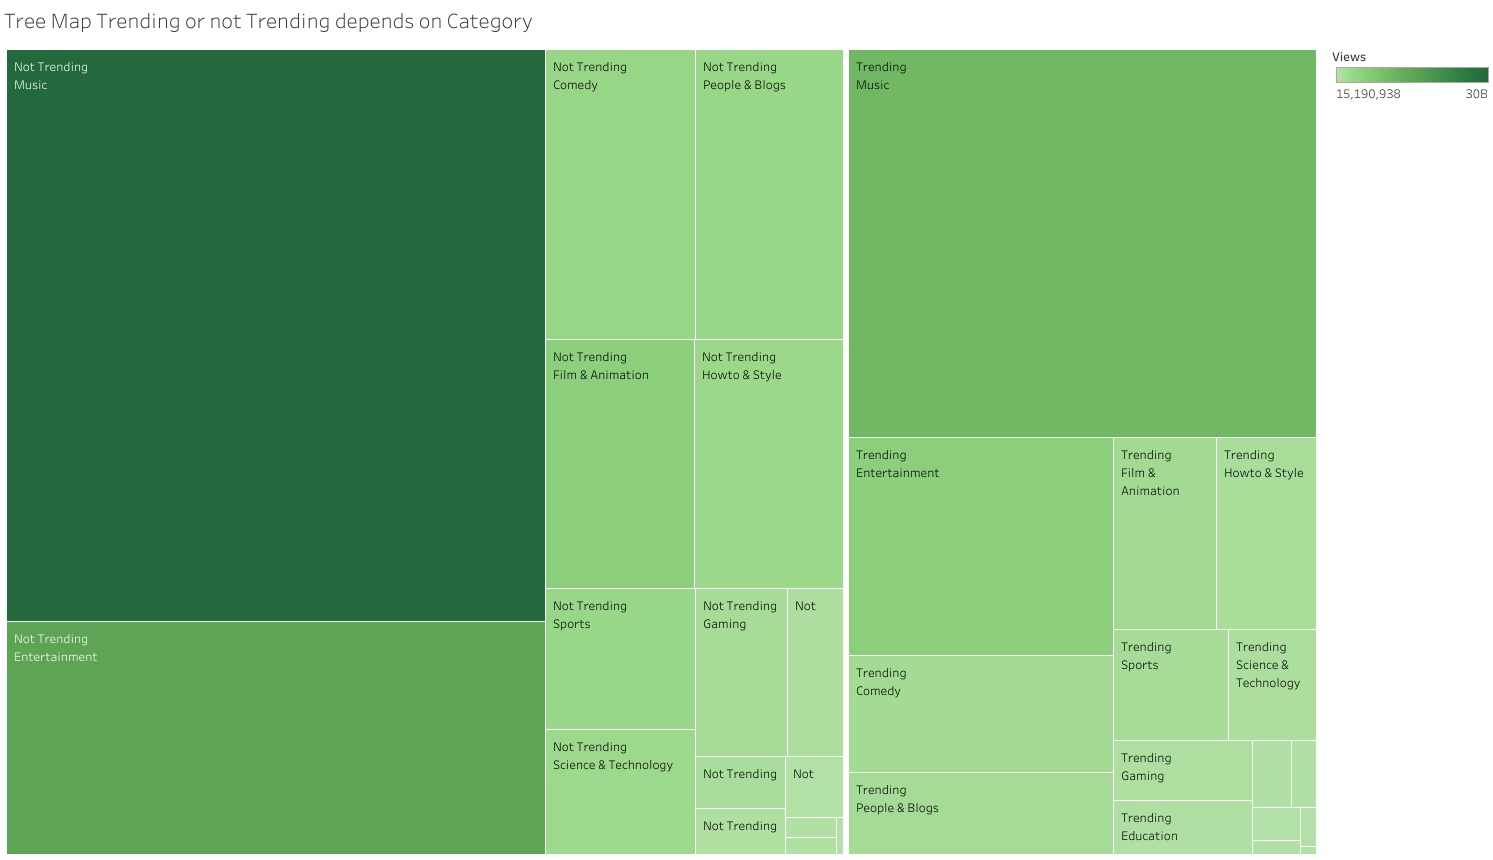 Tree Map Trending or not Trending depends on Category
Not Trending
Music
Not Trending
Entertainment
Not Trending
Comedy
Not Trending
People & Blogs
Not Trending
Film & Animation
Not Trending
Howto & Style
Not Trending
Sports
Not Trending
Science & Technology
Not Trending
Gaming
Not
Not Trending
Not
Not Trending
Trending
Music
Trending
Entertainment
Trending
Comedy
Trending
People & Blogs
Trending
Film &
Animation
Trending
Howto & Style
Trending
Sports
Trending
Science &
Technology
Trending
Gaming
Trending
Education
Views
15,190,938
30B